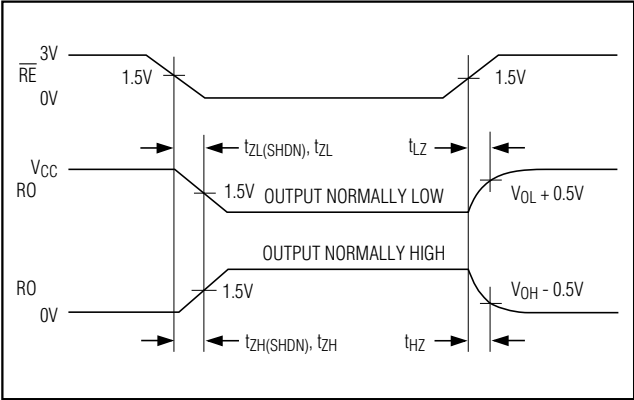 3V
R̅E̅
1.5V
1.5V
0V
tZL(SHDN), tZL
tLZ
VCC
RO
1.5V
OUTPUT NORMALLY LOW
VOL + 0.5V
OUTPUT NORMALLY HIGH
RO
1.5V
VOH - 0.5V
0V
tZH(SHDN), tZH
tHZ